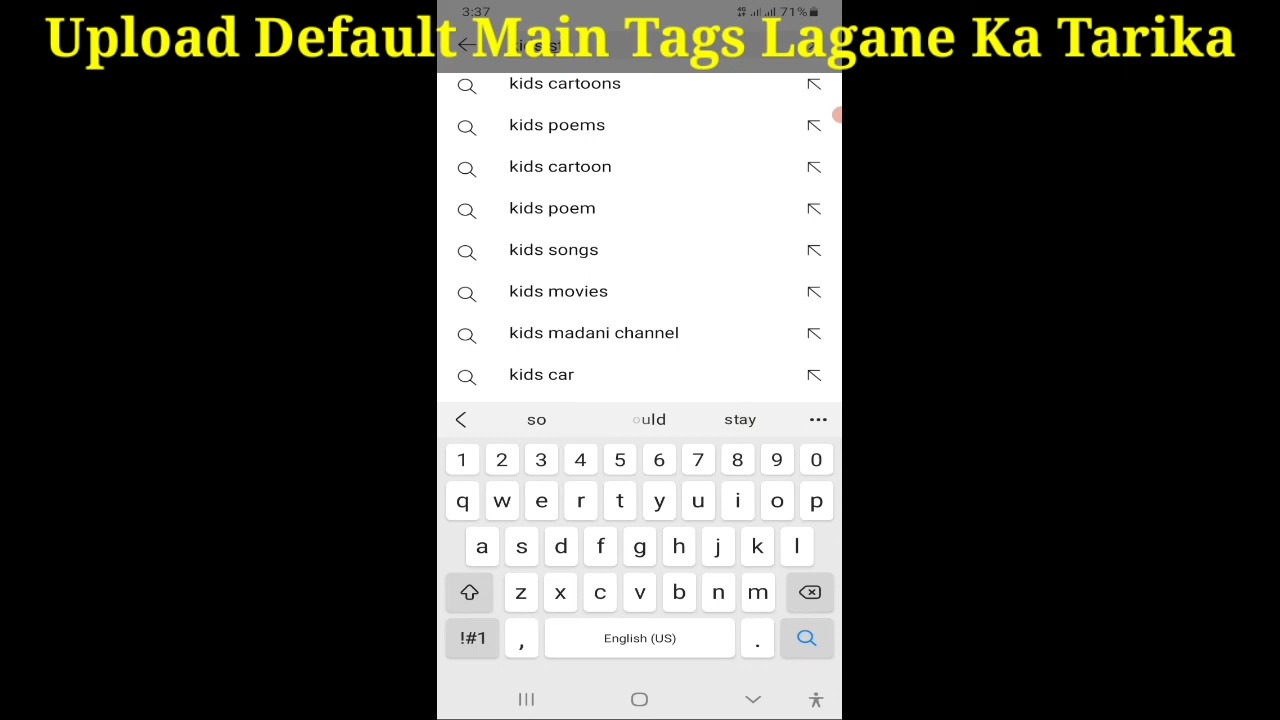 3:37 71%
Upload Default Main Tags Lagane Ka Tarika
kids cartoons
kids poems
kids cartoon
kids poem
kids songs
kids movies
kids madani channel
kids car
so ould stay
1 2 3 4 5 6 7 8 9 0
q w e r t y u i o p
a s d f g h j k l
z x c v b n m
!#1 , English (US) .